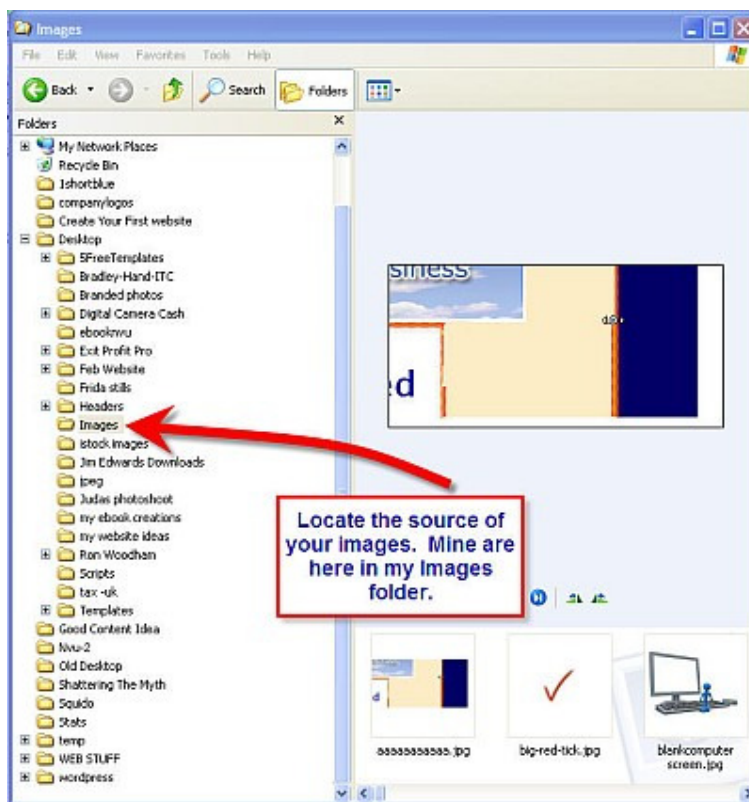 Images
File Edit View Favorites Tools Help
Back Search Folders
Folders x
My Network Places
Recycle Bin
1shortblue
companylogos
Create Your First website
Desktop
5FreeTemplates
Bradley-Hand-ITC
Branded photos
Digital Camera Cash
ebooknvu
Exit Profit Pro
Feb Website
Frida stills
Headers
Images
istock images
Jim Edwards Downloads
jpeg
Judas photoshoot
my ebook creations
my website ideas
Ron Woodham
Scripts
tax -uk
Templates
Good Content Idea
Nvu-2
Old Desktop
Shattering The Myth
Squido
Stats
temp
WEB STUFF
wordpress
siness
ed
Locate the source of
your images. Mine are
here in my Images
folder.
aaaaaaaaaaa.jpg
big-red-tick.jpg
blankcomputer
screen.jpg